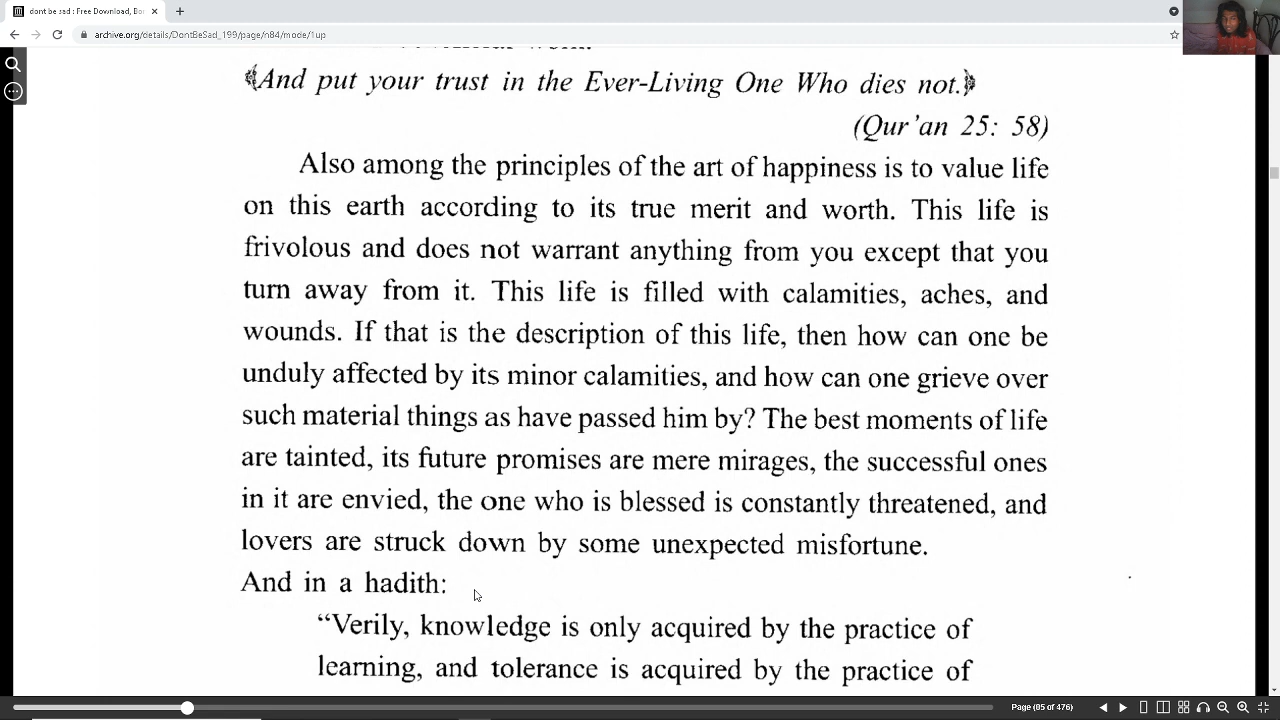 dont be sad : Free Download, Bor
archive.org/details/DontBeSad_199/page/n84/mode/1up
And put your trust in the Ever-Living One Who dies not.
(Qur'an 25: 58)
Also among the principles of the art of happiness is to value life
on this earth according to its true merit and worth. This life is
frivolous and does not warrant anything from you except that you
turn away from it. This life is filled with calamities, aches, and
wounds. If that is the description of this life, then how can one be
unduly affected by its minor calamities, and how can one grieve over
such material things as have passed him by? The best moments of life
are tainted, its future promises are mere mirages, the successful ones
in it are envied, the one who is blessed is constantly threatened, and
lovers are struck down by some unexpected misfortune.
And in a hadith:
“Verily, knowledge is only acquired by the practice of
learning, and tolerance is acquired by the practice of
Page (85 of 476)